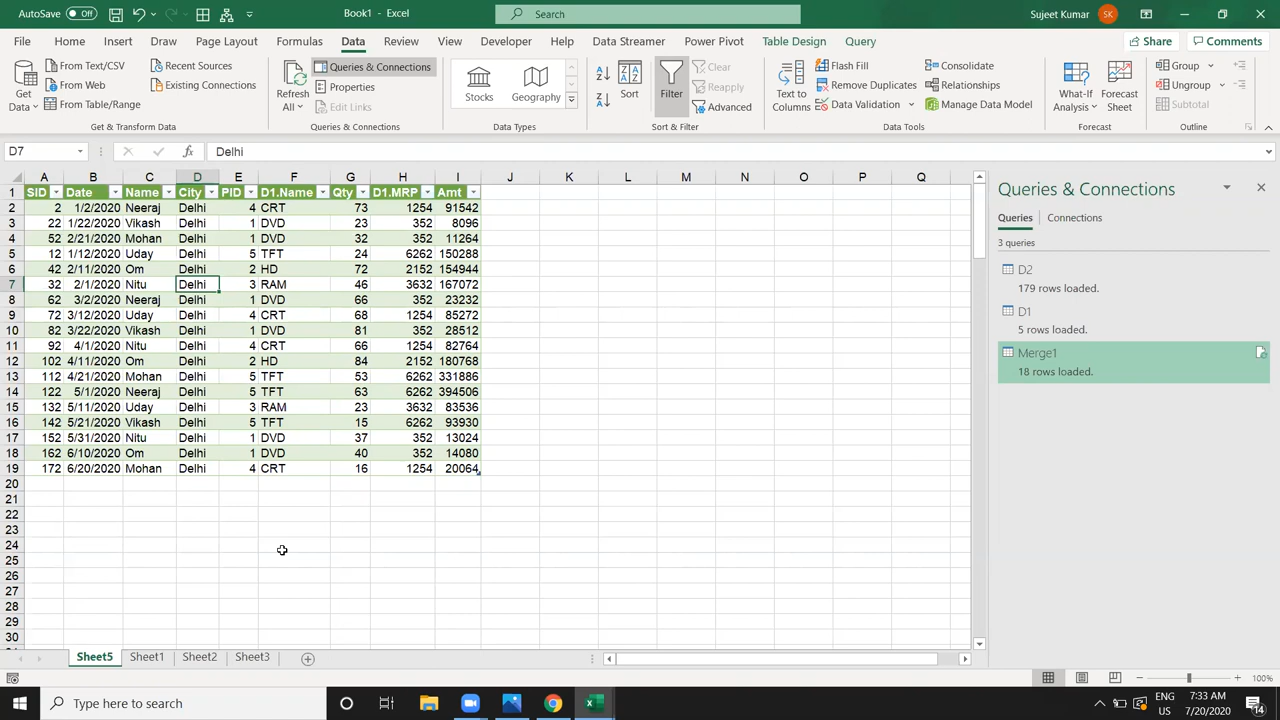 AutoSave Off Book1 - Excel Search Sujeet Kumar SK
File Home Insert Draw Page Layout Formulas Data Review View Developer Help Data Streamer Power Pivot Table Design Query Share Comments
Get Data From Text/CSV From Web From Table/Range Recent Sources Existing Connections
Get & Transform Data
Refresh All Queries & Connections Properties Edit Links
Queries & Connections
Stocks Geography
Data Types
Sort Filter Clear Reapply Advanced
Sort & Filter
Text to Columns Flash Fill Remove Duplicates Data Validation Consolidate Relationships Manage Data Model
Data Tools
What-If Analysis Forecast Sheet
Forecast
Group Ungroup Subtotal
Outline
D7 fx Delhi
A B C D E F G H I J K L M N O P Q
1 SID Date Name City PID D1.Name Qty D1.MRP Amt
2 2 1/2/2020 Neeraj Delhi 4 CRT 73 1254 91542
3 22 1/22/2020 Vikash Delhi 1 DVD 23 352 8096
4 52 2/21/2020 Mohan Delhi 1 DVD 32 352 11264
5 12 1/12/2020 Uday Delhi 5 TFT 24 6262 150288
6 42 2/11/2020 Om Delhi 2 HD 72 2152 154944
7 32 2/1/2020 Nitu Delhi 3 RAM 46 3632 167072
8 62 3/2/2020 Neeraj Delhi 1 DVD 66 352 23232
9 72 3/12/2020 Uday Delhi 4 CRT 68 1254 85272
10 82 3/22/2020 Vikash Delhi 1 DVD 81 352 28512
11 92 4/1/2020 Nitu Delhi 4 CRT 66 1254 82764
12 102 4/11/2020 Om Delhi 2 HD 84 2152 180768
13 112 4/21/2020 Mohan Delhi 5 TFT 53 6262 331886
14 122 5/1/2020 Neeraj Delhi 5 TFT 63 6262 394506
15 132 5/11/2020 Uday Delhi 3 RAM 23 3632 83536
16 142 5/21/2020 Vikash Delhi 5 TFT 15 6262 93930
17 152 5/31/2020 Nitu Delhi 1 DVD 37 352 13024
18 162 6/10/2020 Om Delhi 1 DVD 40 352 14080
19 172 6/20/2020 Mohan Delhi 4 CRT 16 1254 20064
20
21
22
23
24
25
26
27
28
29
30
Queries & Connections
Queries Connections
3 queries
D2
179 rows loaded.
D1
5 rows loaded.
Merge1
18 rows loaded.
Sheet5 Sheet1 Sheet2 Sheet3
100%
Type here to search
ENG
US
7:33 AM
7/20/2020
14